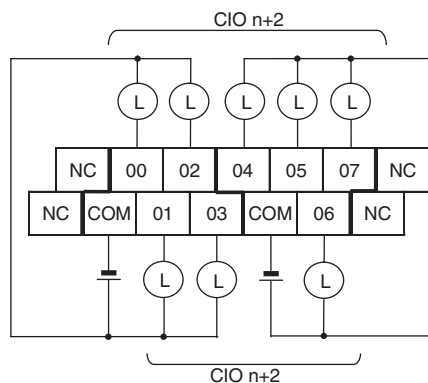 CIO n+2
L L L L L
NC 00 02 04 05 07 NC
NC COM 01 03 COM 06 NC
L L L
CIO n+2